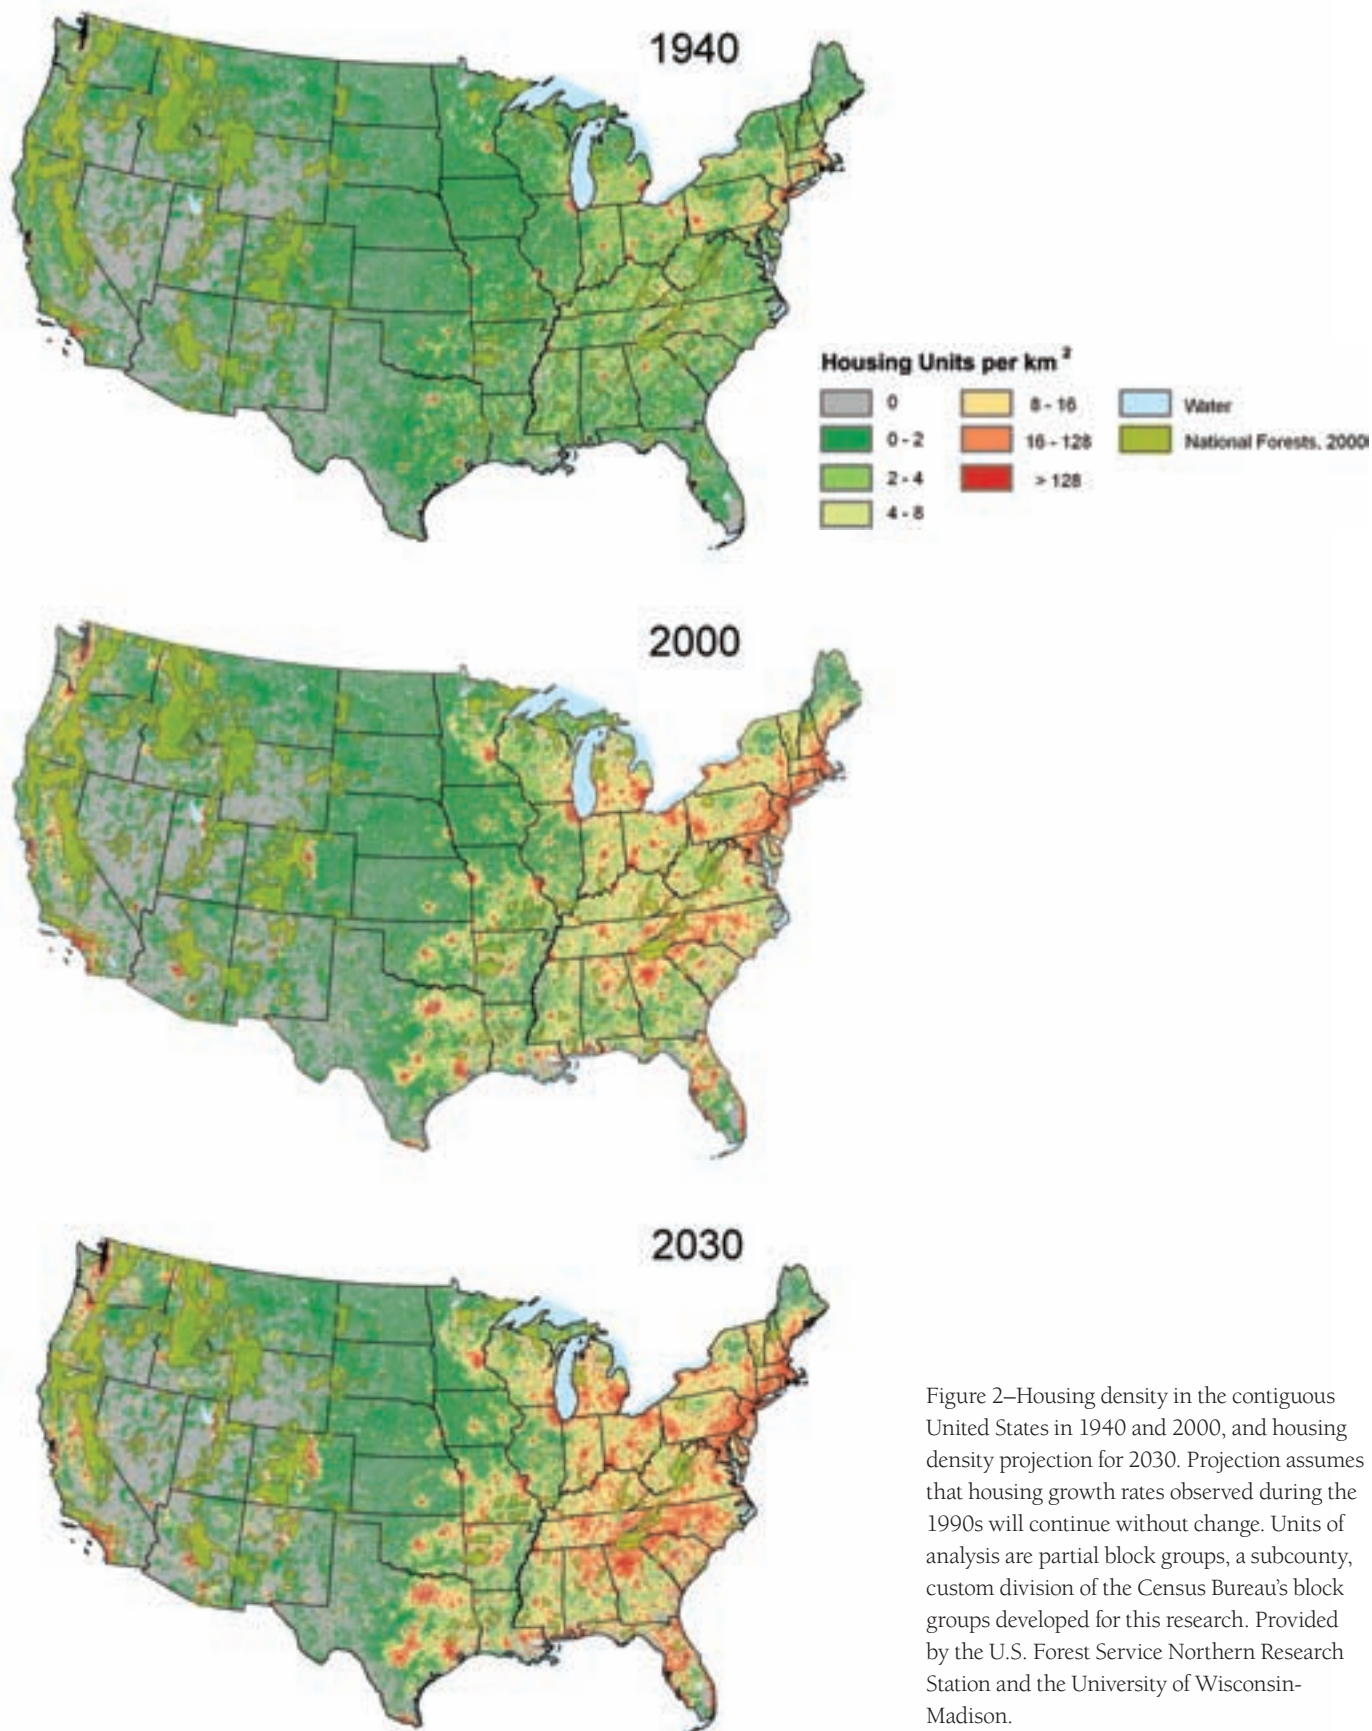 1940
Housing Units per km 2
0
8 - 16
Water
0 - 2
16 - 128
National Forests, 2000
2 - 4
> 128
4 - 8
2000
2030
Figure 2–Housing density in the contiguous
United States in 1940 and 2000, and housing
density projection for 2030. Projection assumes
that housing growth rates observed during the
1990s will continue without change. Units of
analysis are partial block groups, a subcounty,
custom division of the Census Bureau's block
groups developed for this research. Provided
by the U.S. Forest Service Northern Research
Station and the University of Wisconsin-
Madison.